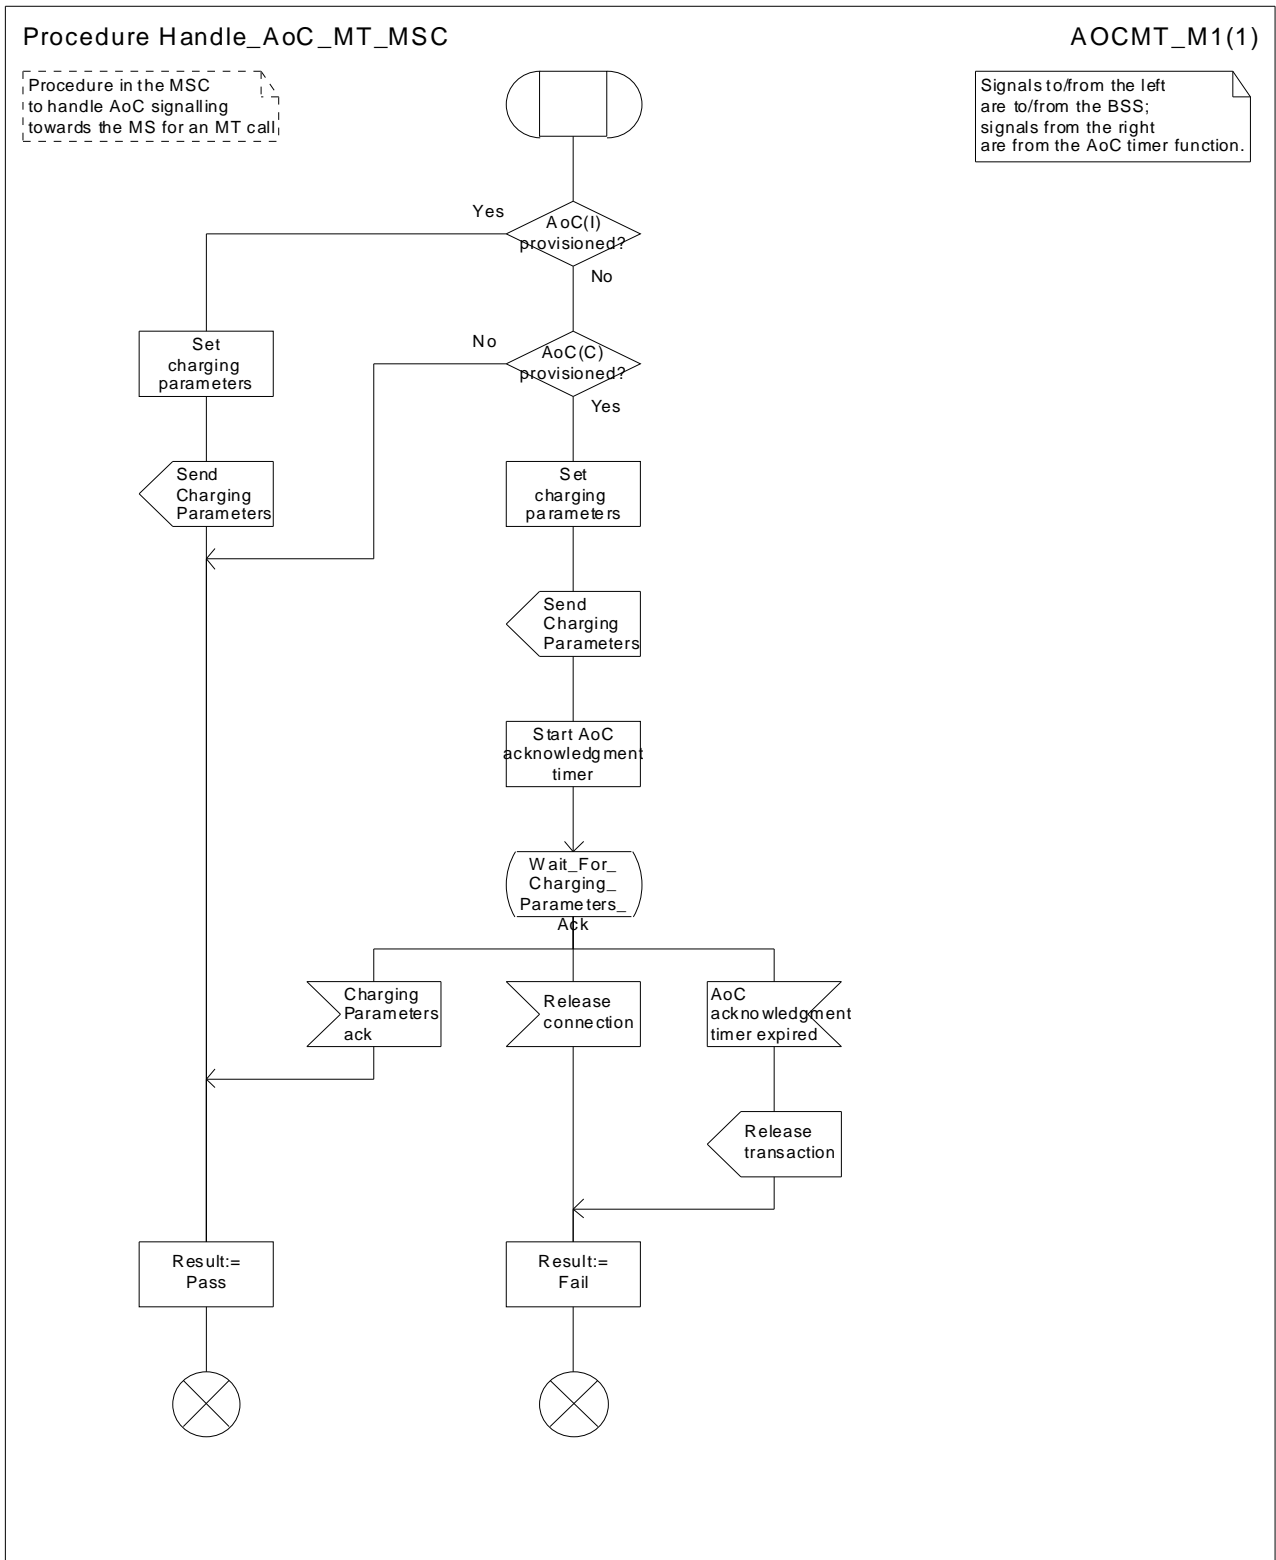 Procedure Handle_AoC_MT_MSC
AOCMT_M1(1)
Procedure in the MSC
to handle AoC signalling
towards the MS for an MT call
Signals to/from the left
are to/from the BSS;
signals from the right
are from the AoC timer function.
Yes
AoC(I)
provisioned?
No
Set
charging
parameters
No
AoC(C)
provisioned?
Yes
Send
Charging
Parameters
Set
charging
parameters
Send
Charging
Parameters
Start AoC
acknowledgment
timer
Wait_For_
Charging_
Parameters_
Ack
Charging
Parameters
ack
Release
connection
AoC
acknowledgment
timer expired
Release
transaction
Result:=
Pass
Result:=
Fail